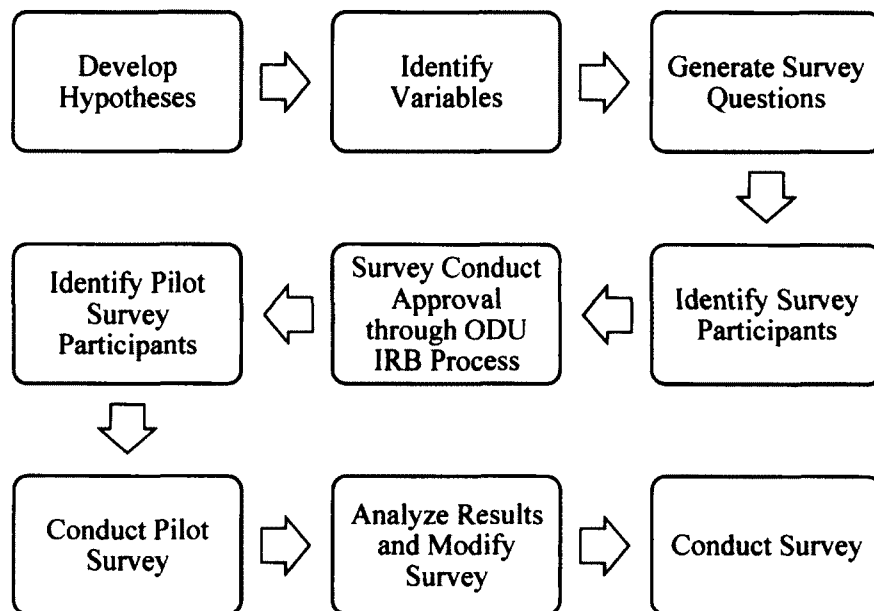 Develop
Hypotheses
Identify
Variables
Generate Survey
Questions
Identify Survey
Participants
Survey Conduct
Approval
through ODU
IRB Process
Identify Pilot
Survey
Participants
Conduct Pilot
Survey
Analyze Results
and Modify
Survey
Conduct Survey